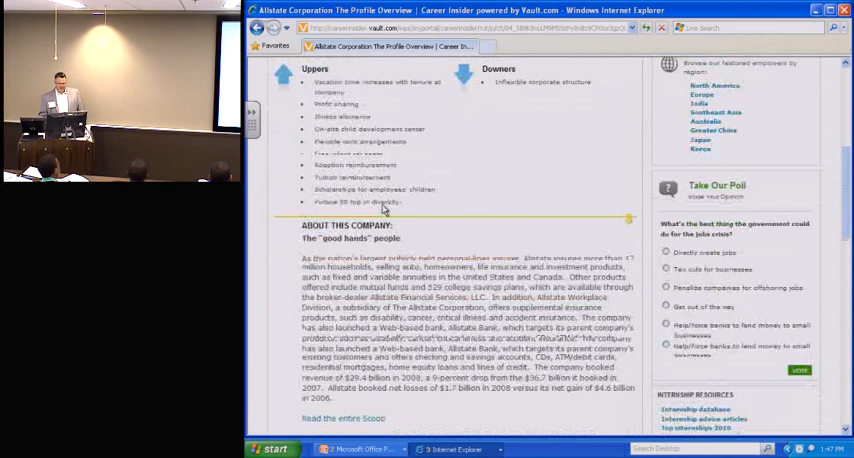 Allstate Corporation The Profile Overview | Career Insider powered by Vault.com - Windows Internet Explorer
Live Search
Favorites
Allstate Corporation The Profile Overview | Career In...
Uppers
Vacation time increases with tenure at company
Profit sharing
Illness allowance
On-site child development center
Flexible work arrangements
Adoption reimbursement
Tuition reimbursement
Scholarships for employees' children
Fortune 50 top in diversity
Downers
Inflexible corporate structure
ABOUT THIS COMPANY:
The "good hands" people
As the nation's largest publicly held personal-lines insurer, Allstate insures more than 17
million households, selling auto, homeowners, life insurance and investment products,
such as fixed and variable annuities in the United States and Canada. Other products
offered include mutual funds and 529 college savings plans, which are available through
the broker-dealer Allstate Financial Services, LLC. In addition, Allstate Workplace
Division, a subsidiary of The Allstate Corporation, offers supplemental insurance
products, such as disability, cancer, critical illness and accident insurance. The company
has also launched a Web-based bank, Allstate Bank, which targets its parent company's
products, such as disability, cancer, critical illness and accident insurance. The company
has also launched a Web-based bank, Allstate Bank, which targets its parent company's
existing customers and offers checking and savings accounts, CDs, ATM/debit cards,
residential mortgages, home equity loans and lines of credit. The company booked
revenue of $29.4 billion in 2008, a 9-percent drop from the $36.7 billion it booked in
2007. Allstate booked net losses of $1.7 billion in 2008 versus its net gain of $4.6 billion
in 2006.
Read the entire Scoop
Browse our featured employers by
region:
North America
Europe
India
Southeast Asia
Australia
Greater China
Japan
Korea
Take Our Poll
Voice Your Opinion
What's the best thing the government could
do for the jobs crisis?
Directly create jobs
Tax cuts for businesses
Penalize companies for offshoring jobs
Get out of the way
Help/force banks to lend money to small
businesses
Help/force banks to lend money to small
businesses
VOTE
INTERNSHIP RESOURCES
Internship database
Internship advice articles
Top internships 2010
start
2 Microsoft Office P...
3 Internet Explorer
Search Desktop
1:47 PM